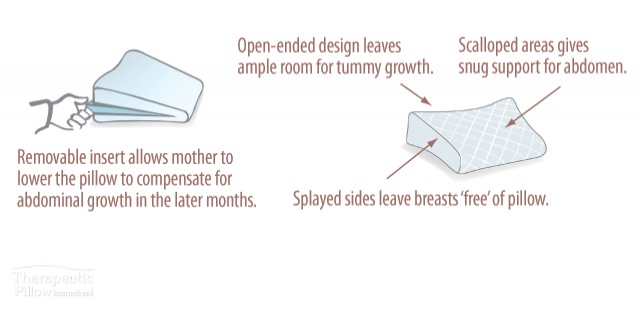 Open-ended design leaves
ample room for tummy growth.
Scalloped areas gives
snug support for abdomen.
Removable insert allows mother to
lower the pillow to compensate for
abdominal growth in the later months.
Splayed sides leave breasts ‘free’ of pillow.
Therapeutic
Pillow International